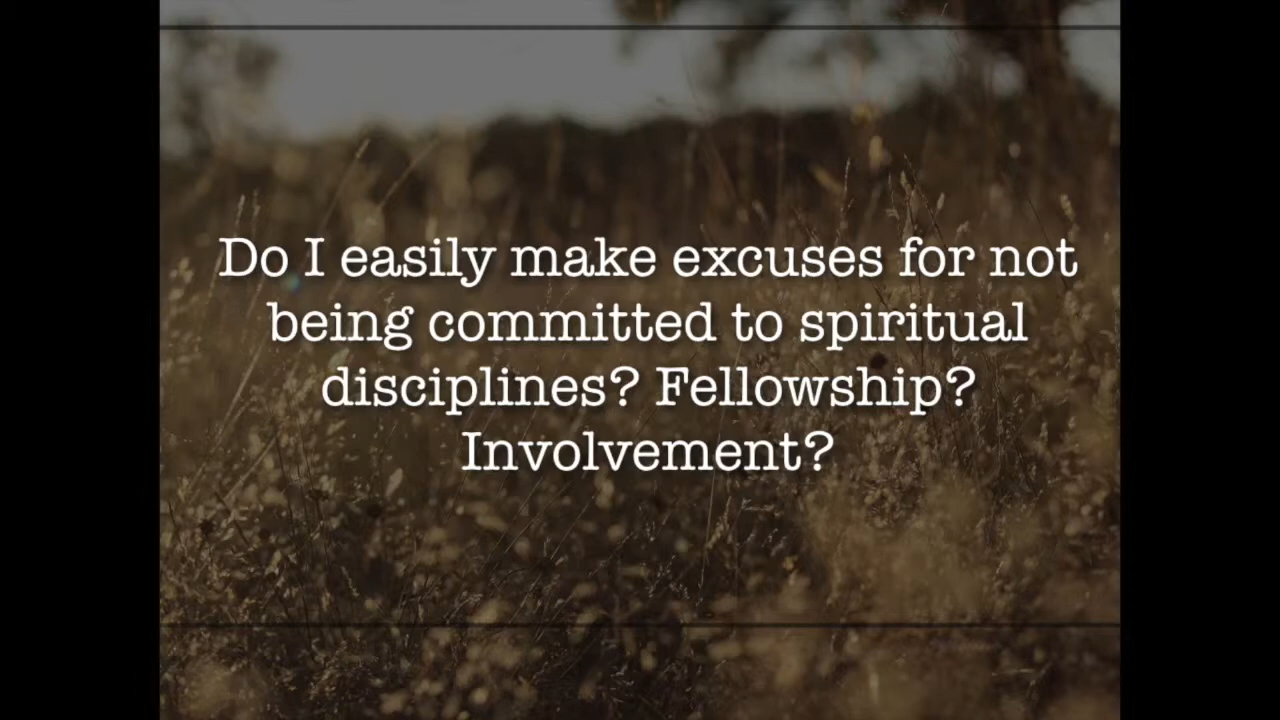 Do I easily make excuses for not
being committed to spiritual
disciplines? Fellowship?
Involvement?